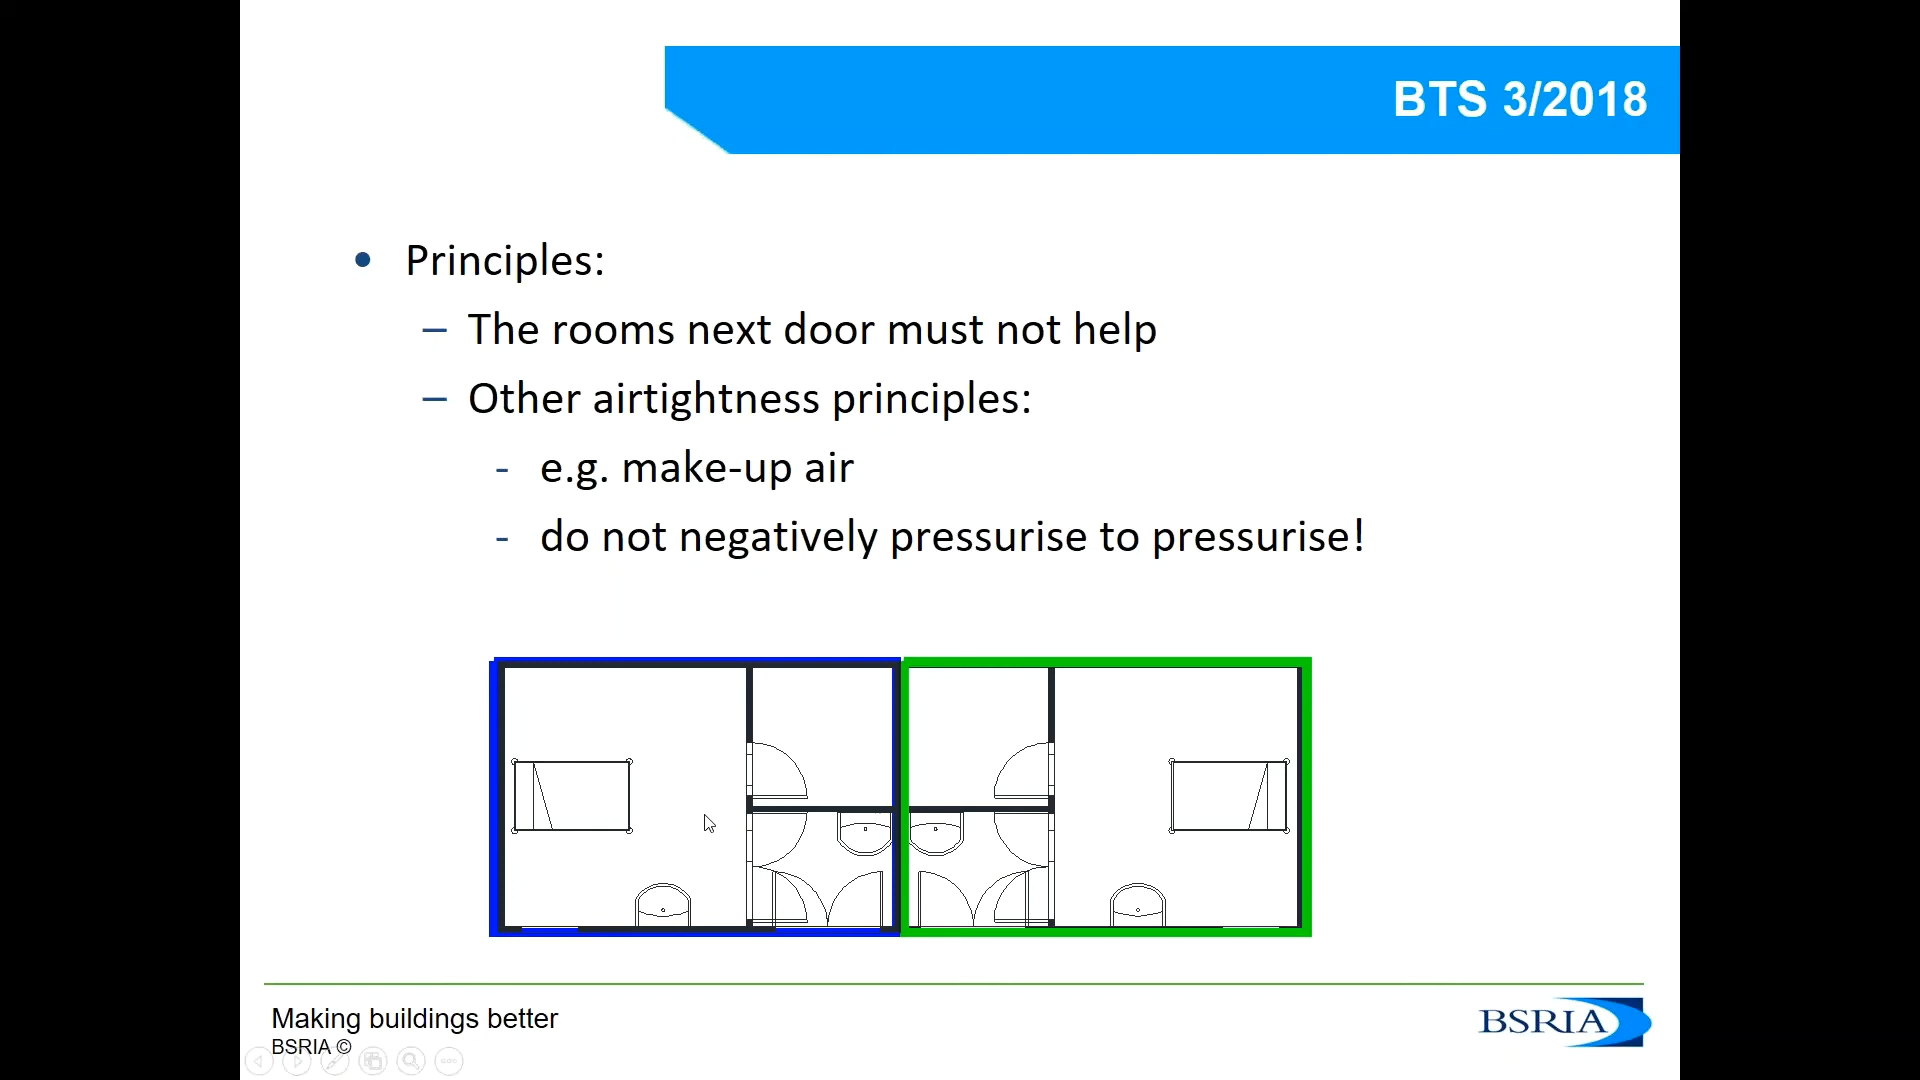 BTS 3/2018
• Principles:
– The rooms next door must not help
– Other airtightness principles:
- e.g. make-up air
- do not negatively pressurise to pressurise!
Making buildings better
BSRIA ©
BSRIA